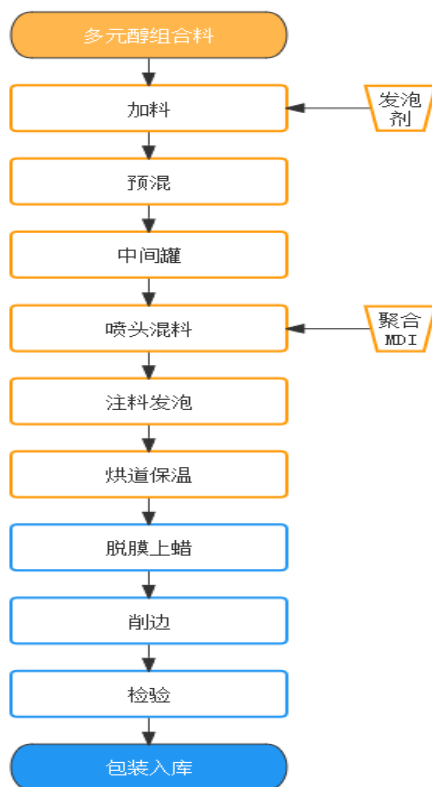 多元醇组合料
加料
发泡
剂
预混
中间罐
喷头混料
聚合
MDI
注料发泡
烘道保温
脱膜上蜡
削边
检验
包装入库